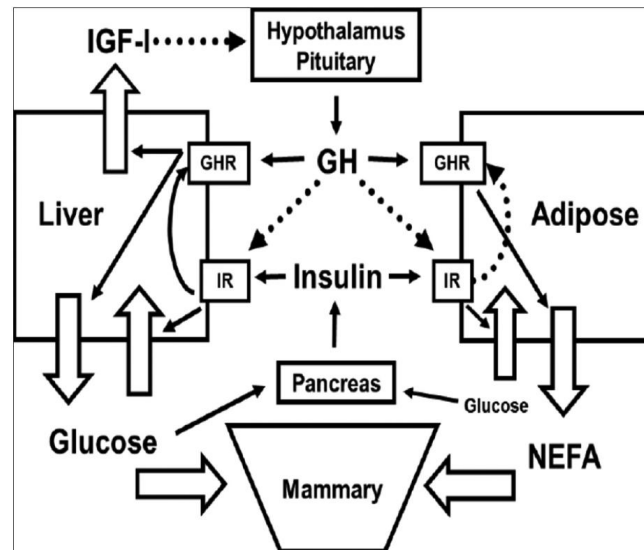 IGF-I
Hypothalamus
Pituitary
GHR
GH
GHR
Liver
Adipose
IR
Insulin
IR
Pancreas
Glucose
Glucose
NEFA
Mammary